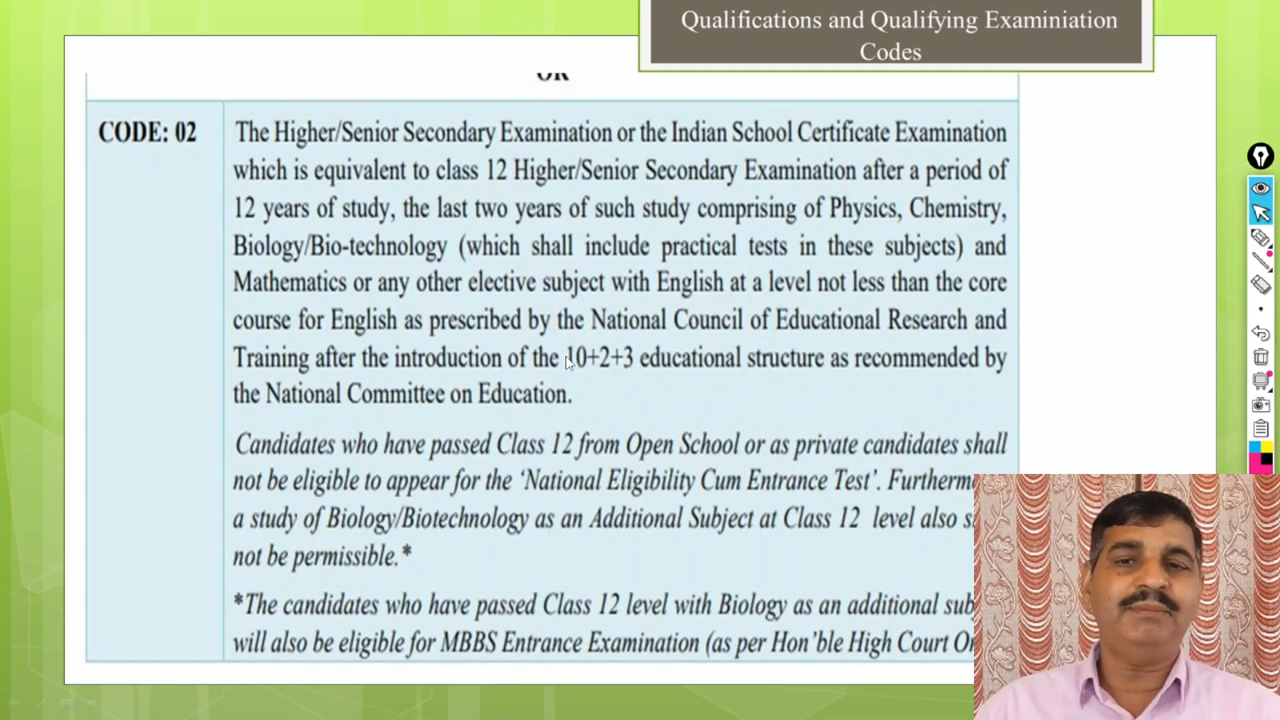 Qualifications and Qualifying Examiniation
Codes
OR
CODE: 02
The Higher/Senior Secondary Examination or the Indian School Certificate Examination
which is equivalent to class 12 Higher/Senior Secondary Examination after a period of
12 years of study, the last two years of such study comprising of Physics, Chemistry,
Biology/Bio-technology (which shall include practical tests in these subjects) and
Mathematics or any other elective subject with English at a level not less than the core
course for English as prescribed by the National Council of Educational Research and
Training after the introduction of the 10+2+3 educational structure as recommended by
the National Committee on Education.
Candidates who have passed Class 12 from Open School or as private candidates shall
not be eligible to appear for the ‘National Eligibility Cum Entrance Test’. Furtherm
a study of Biology/Biotechnology as an Additional Subject at Class 12 level also s
not be permissible.*
*The candidates who have passed Class 12 level with Biology as an additional sub
will also be eligible for MBBS Entrance Examination (as per Hon’ble High Court O